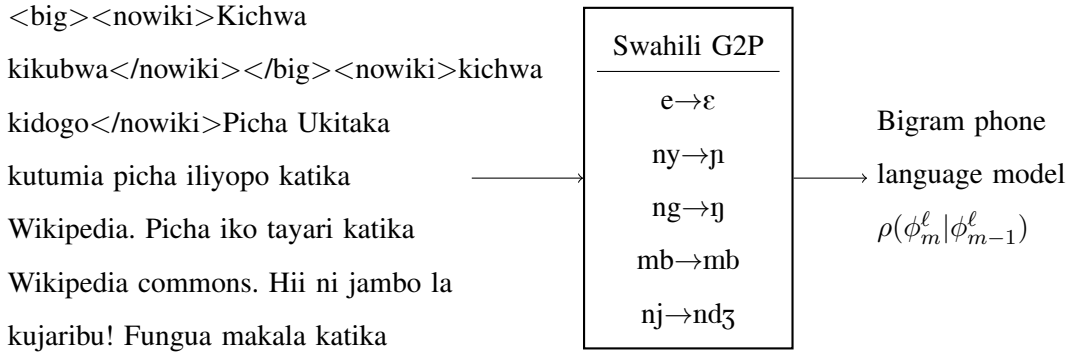 <big><nowiki>Kichwa
kikubwa</nowiki></big><nowiki>kichwa
kidogo</nowiki>Picha Ukitaka
kutumia picha iliyopo katika
Wikipedia. Picha iko tayari katika
Wikipedia commons. Hii ni jambo la
kujaribu! Fungua makala katika
Swahili G2P
e→ɛ
ny→ɲ
ng→ŋ
mb→mb
nj→ndʒ
Bigram phone
language model
ρ(ϕ_m^ℓ|ϕ_{m−1}^ℓ)